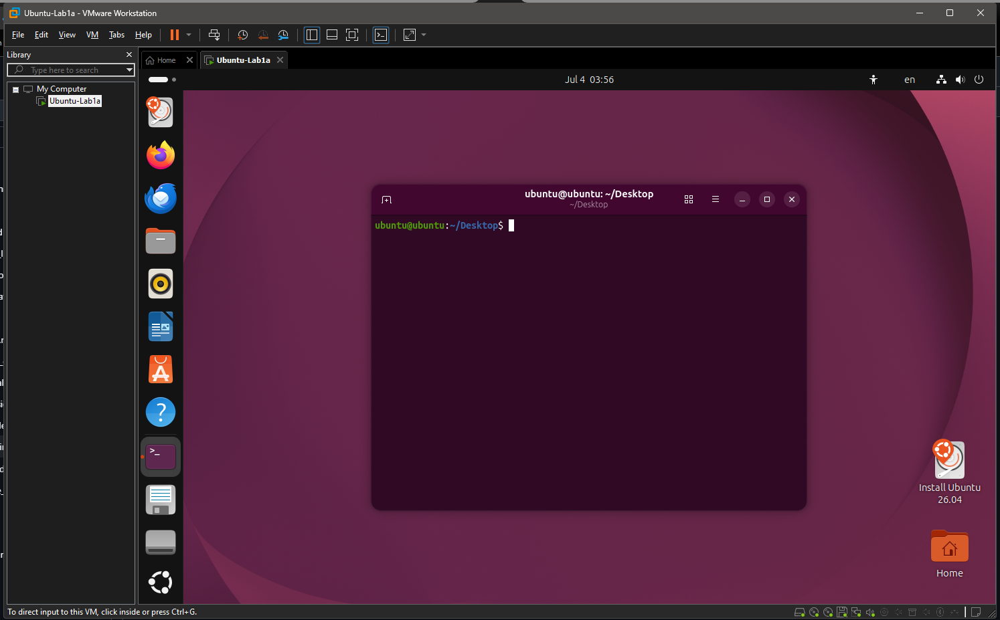 Ubuntu-Lab1a - VMware Workstation
File Edit View VM Tabs Help
Library
Type here to search
My Computer
Ubuntu-Lab1a
Home
Ubuntu-Lab1a
Jul 4 03:56
en
ubuntu@ubuntu: ~/Desktop
~/Desktop
ubuntu@ubuntu:~/Desktop$
>_
Install Ubuntu
26.04
Home
To direct input to this VM, click inside or press Ctrl+G.